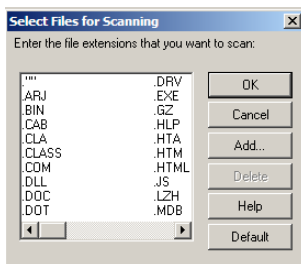 Select Files for Scanning
Enter the file extensions that you want to scan:
.""
.ARJ
.BIN
.CAB
.CLA
.CLASS
.COM
.DLL
.DOC
.DOT
.DRV
.EXE
.GZ
.HLP
.HTA
.HTM
.HTML
.JS
.LZH
.MDB
OK
Cancel
Add...
Delete
Help
Default